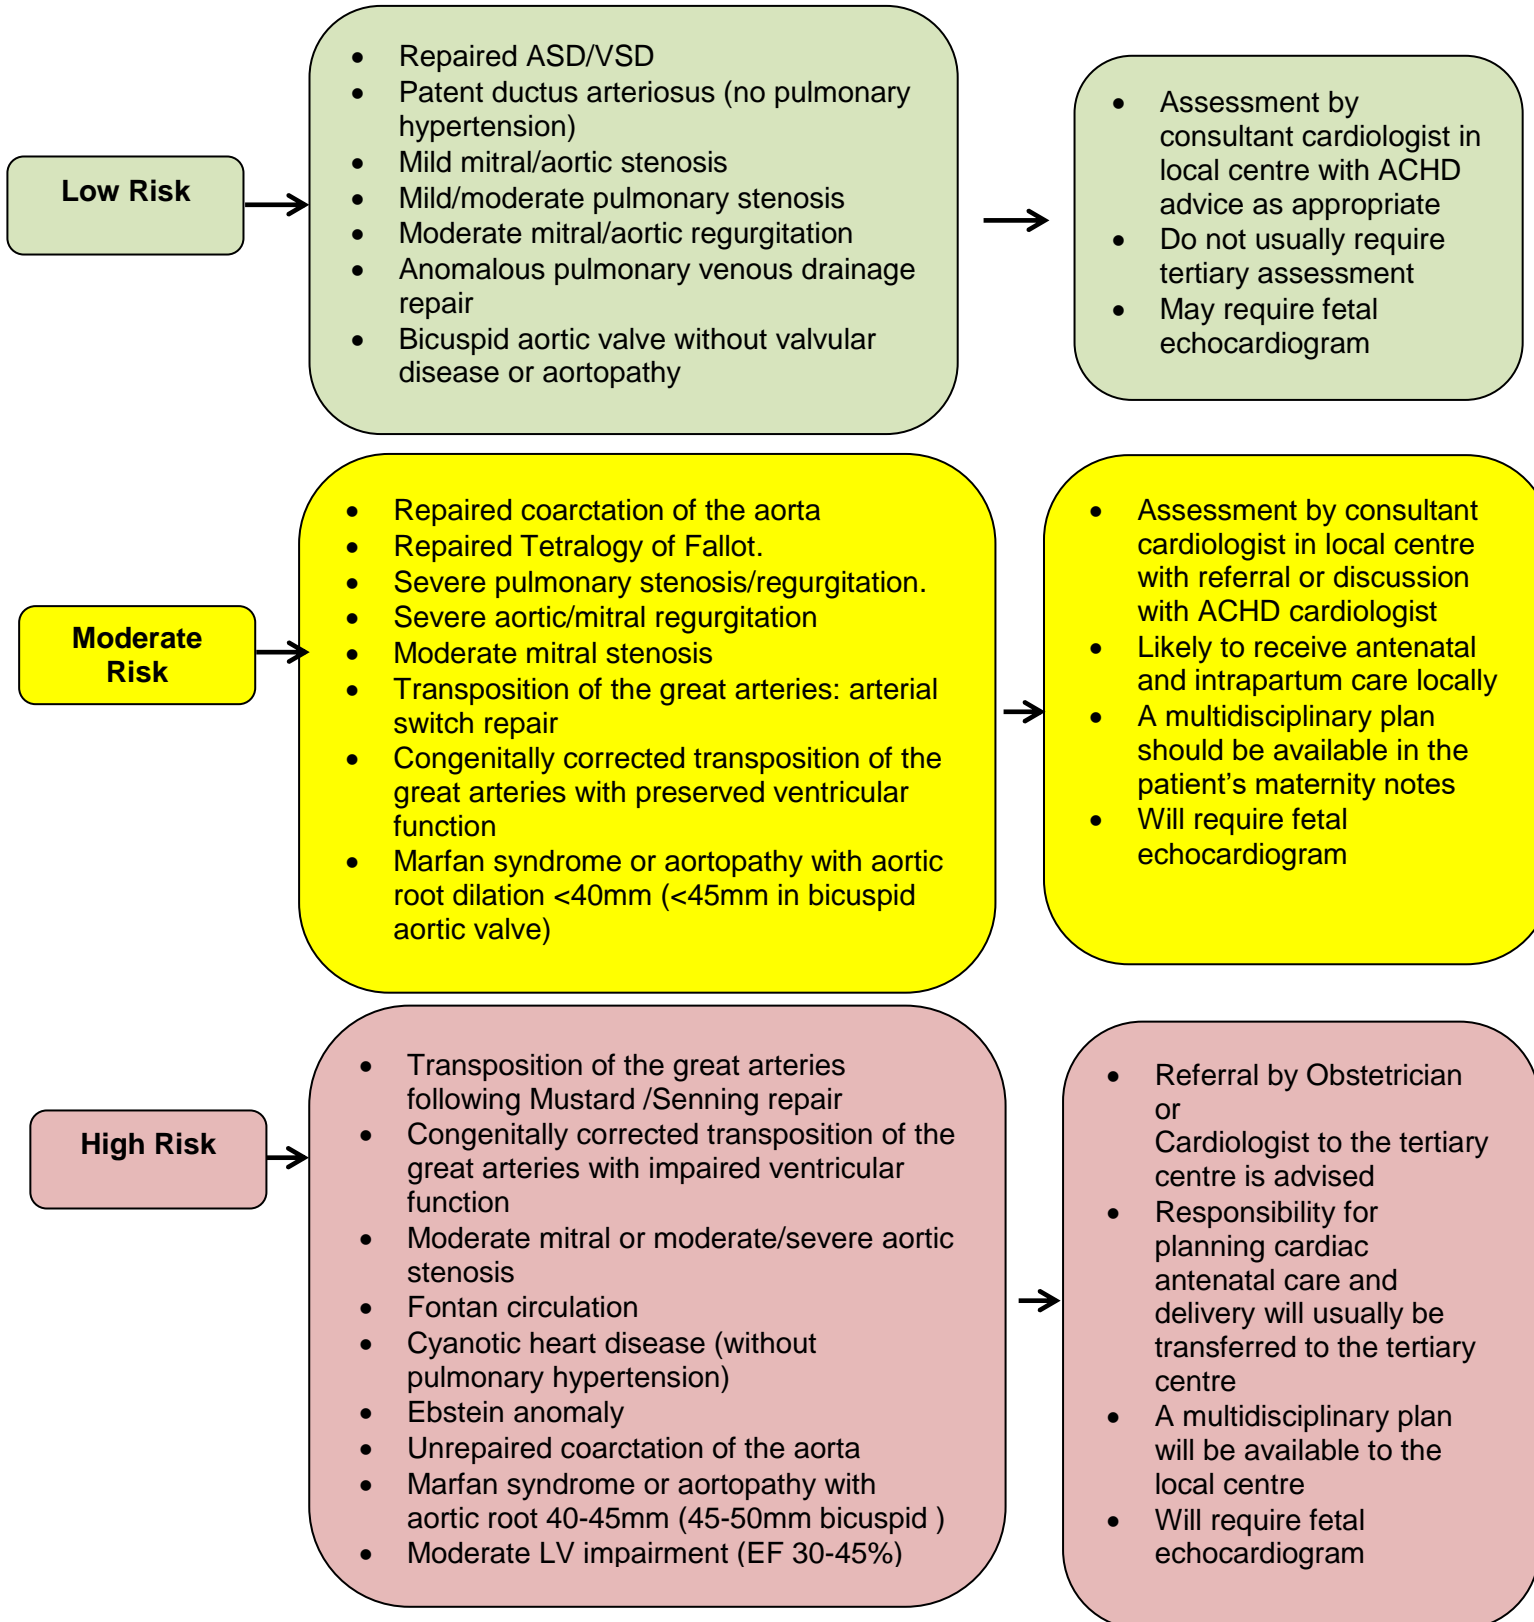 Low Risk
• Repaired ASD/VSD
• Patent ductus arteriosus (no pulmonary
hypertension)
• Mild mitral/aortic stenosis
• Mild/moderate pulmonary stenosis
• Moderate mitral/aortic regurgitation
• Anomalous pulmonary venous drainage
repair
• Bicuspid aortic valve without valvular
disease or aortopathy
• Assessment by
consultant cardiologist in
local centre with ACHD
advice as appropriate
• Do not usually require
tertiary assessment
• May require fetal
echocardiogram
Moderate
Risk
• Repaired coarctation of the aorta
• Repaired Tetralogy of Fallot.
• Severe pulmonary stenosis/regurgitation.
• Severe aortic/mitral regurgitation
• Moderate mitral stenosis
• Transposition of the great arteries: arterial
switch repair
• Congenitally corrected transposition of the
great arteries with preserved ventricular
function
• Marfan syndrome or aortopathy with aortic
root dilation <40mm (<45mm in bicuspid
aortic valve)
• Assessment by consultant
cardiologist in local centre
with referral or discussion
with ACHD cardiologist
• Likely to receive antenatal
and intrapartum care locally
• A multidisciplinary plan
should be available in the
patient’s maternity notes
• Will require fetal
echocardiogram
High Risk
• Transposition of the great arteries
following Mustard /Senning repair
• Congenitally corrected transposition of the
great arteries with impaired ventricular
function
• Moderate mitral or moderate/severe aortic
stenosis
• Fontan circulation
• Cyanotic heart disease (without
pulmonary hypertension)
• Ebstein anomaly
• Unrepaired coarctation of the aorta
• Marfan syndrome or aortopathy with
aortic root 40-45mm (45-50mm bicuspid )
• Moderate LV impairment (EF 30-45%)
• Referral by Obstetrician
or
Cardiologist to the tertiary
centre is advised
• Responsibility for
planning cardiac
antenatal care and
delivery will usually be
transferred to the tertiary
centre
• A multidisciplinary plan
will be available to the
local centre
• Will require fetal
echocardiogram